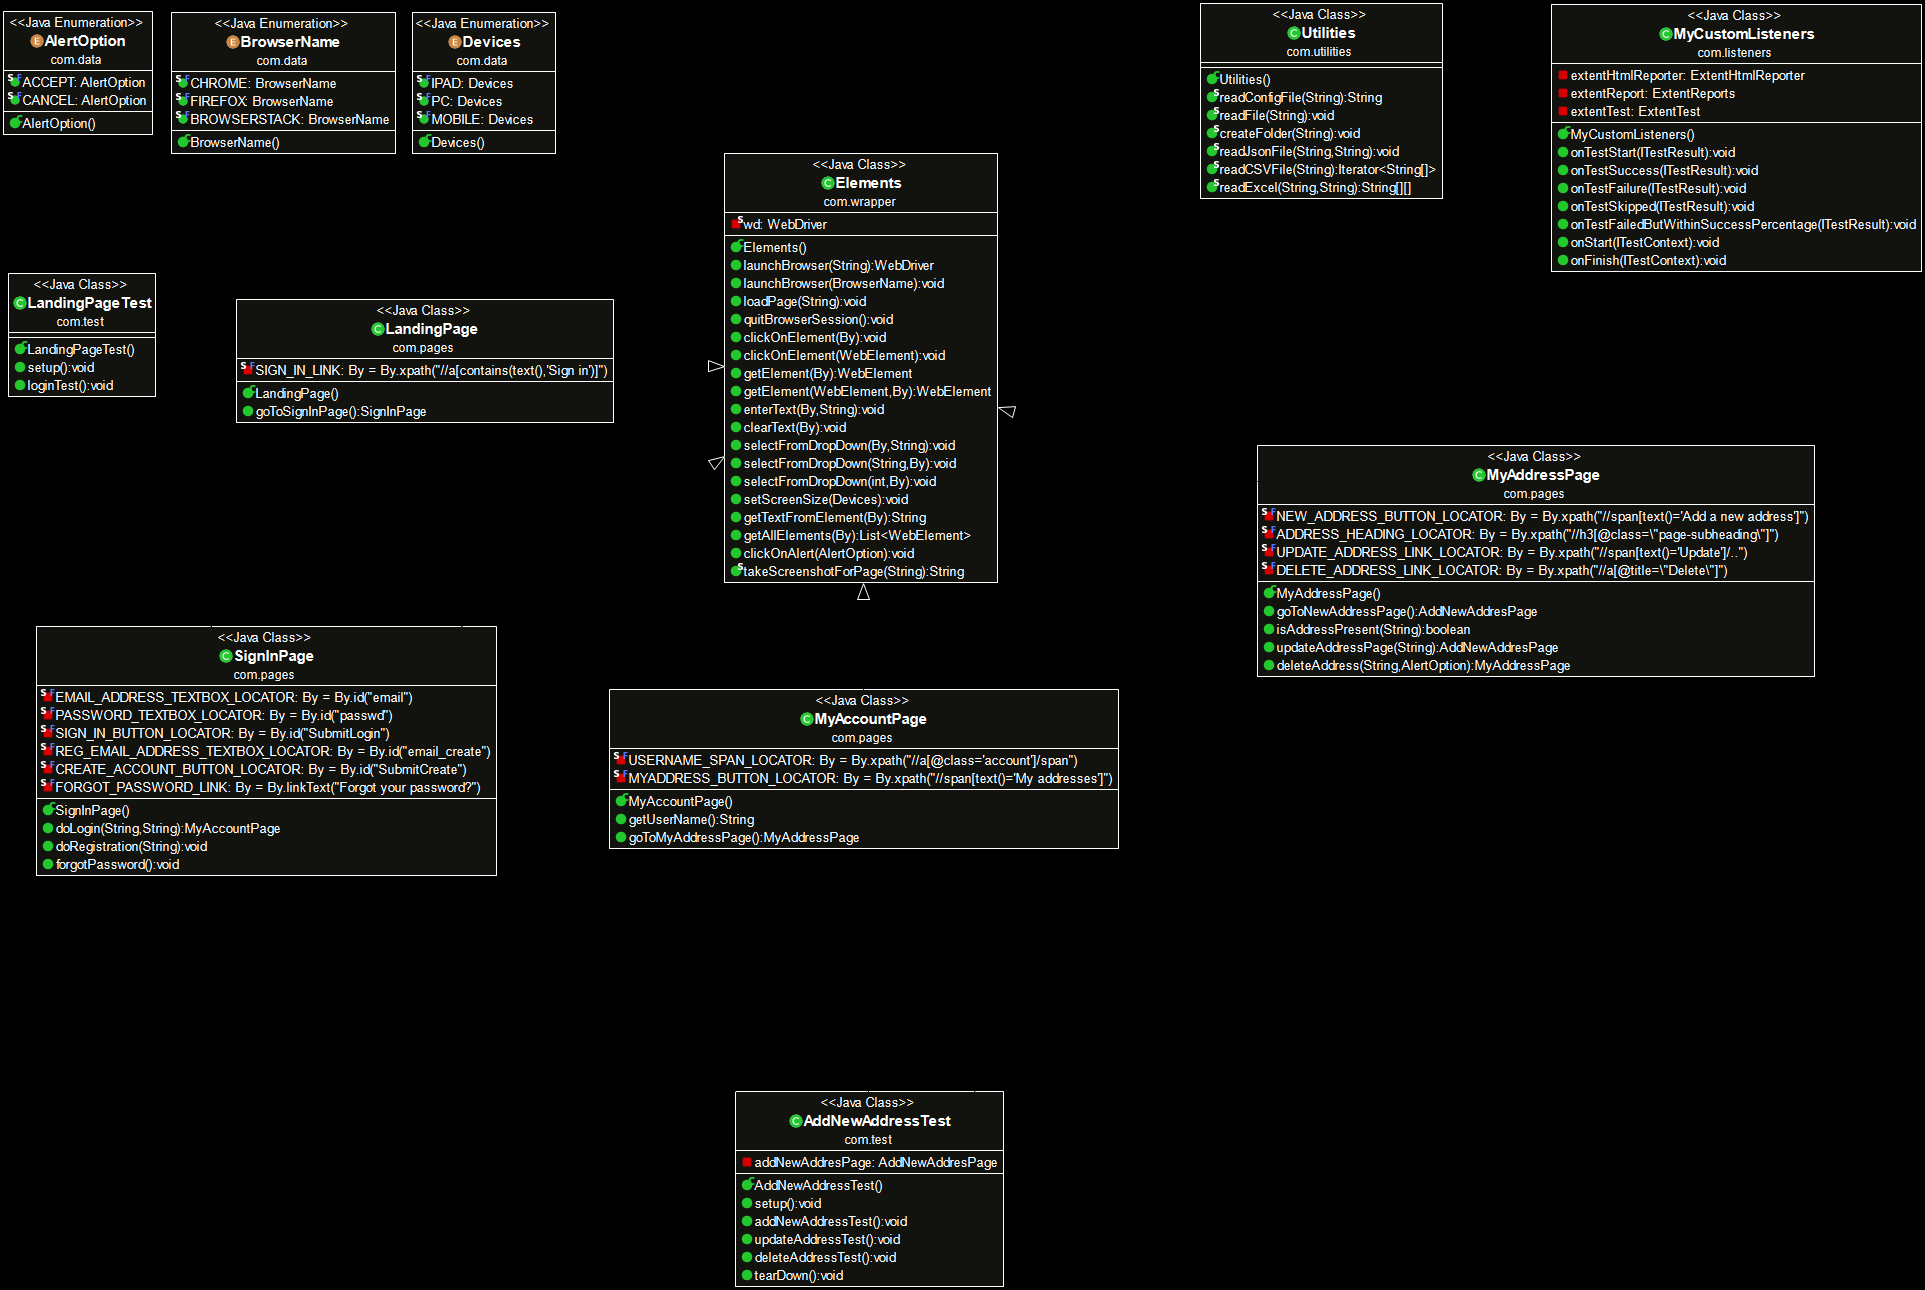 <<Java Enumeration>>
AlertOption
com.data
ACCEPT: AlertOption
CANCEL: AlertOption
AlertOption()
<<Java Enumeration>>
BrowserName
com.data
CHROME: BrowserName
FIREFOX: BrowserName
BROWSERSTACK: BrowserName
BrowserName()
<<Java Enumeration>>
Devices
com.data
IPAD: Devices
PC: Devices
MOBILE: Devices
Devices()
<<Java Class>>
Utilities
com.utilities
Utilities()
readConfigFile(String):String
readFile(String):void
createFolder(String):void
readJsonFile(String,String):void
readCSVFile(String):Iterator<String[]>
readExcel(String,String):String[][]
<<Java Class>>
MyCustomListeners
com.listeners
extentHtmlReporter: ExtentHtmlReporter
extentReport: ExtentReports
extentTest: ExtentTest
MyCustomListeners()
onTestStart(ITestResult):void
onTestSuccess(ITestResult):void
onTestFailure(ITestResult):void
onTestSkipped(ITestResult):void
onTestFailedButWithinSuccessPercentage(ITestResult):void
onStart(ITestContext):void
onFinish(ITestContext):void
<<Java Class>>
Elements
com.wrapper
wd: WebDriver
Elements()
launchBrowser(String):WebDriver
launchBrowser(BrowserName):void
loadPage(String):void
quitBrowserSession():void
clickOnElement(By):void
clickOnElement(WebElement):void
getElement(By):WebElement
getElement(WebElement,By):WebElement
enterText(By,String):void
clearText(By):void
selectFromDropDown(By,String):void
selectFromDropDown(String,By):void
selectFromDropDown(int,By):void
setScreenSize(Devices):void
getTextFromElement(By):String
getAllElements(By):List<WebElement>
clickOnAlert(AlertOption):void
takeScreenshotForPage(String):String
<<Java Class>>
LandingPageTest
com.test
LandingPageTest()
setup():void
loginTest():void
<<Java Class>>
LandingPage
com.pages
SIGN_IN_LINK: By = By.xpath("//a[contains(text(),'Sign in')]")
LandingPage()
goToSignInPage():SignInPage
<<Java Class>>
MyAddressPage
com.pages
NEW_ADDRESS_BUTTON_LOCATOR: By = By.xpath("//span[text()='Add a new address']")
ADDRESS_HEADING_LOCATOR: By = By.xpath("//h3[@class=\"page-subheading\"]")
UPDATE_ADDRESS_LINK_LOCATOR: By = By.xpath("//span[text()='Update']/..")
DELETE_ADDRESS_LINK_LOCATOR: By = By.xpath("//a[@title=\"Delete\"]")
MyAddressPage()
goToNewAddressPage():AddNewAddresPage
isAddressPresent(String):boolean
updateAddressPage(String):AddNewAddresPage
deleteAddress(String,AlertOption):MyAddressPage
<<Java Class>>
SignInPage
com.pages
EMAIL_ADDRESS_TEXTBOX_LOCATOR: By = By.id("email")
PASSWORD_TEXTBOX_LOCATOR: By = By.id("passwd")
SIGN_IN_BUTTON_LOCATOR: By = By.id("SubmitLogin")
REG_EMAIL_ADDRESS_TEXTBOX_LOCATOR: By = By.id("email_create")
CREATE_ACCOUNT_BUTTON_LOCATOR: By = By.id("SubmitCreate")
FORGOT_PASSWORD_LINK: By = By.linkText("Forgot your password?")
SignInPage()
doLogin(String,String):MyAccountPage
doRegistration(String):void
forgotPassword():void
<<Java Class>>
MyAccountPage
com.pages
USERNAME_SPAN_LOCATOR: By = By.xpath("//a[@class='account']/span")
MYADDRESS_BUTTON_LOCATOR: By = By.xpath("//span[text()='My addresses']")
MyAccountPage()
getUserName():String
goToMyAddressPage():MyAddressPage
<<Java Class>>
AddNewAddressTest
com.test
addNewAddresPage: AddNewAddresPage
AddNewAddressTest()
setup():void
addNewAddressTest():void
updateAddressTest():void
deleteAddressTest():void
tearDown():void